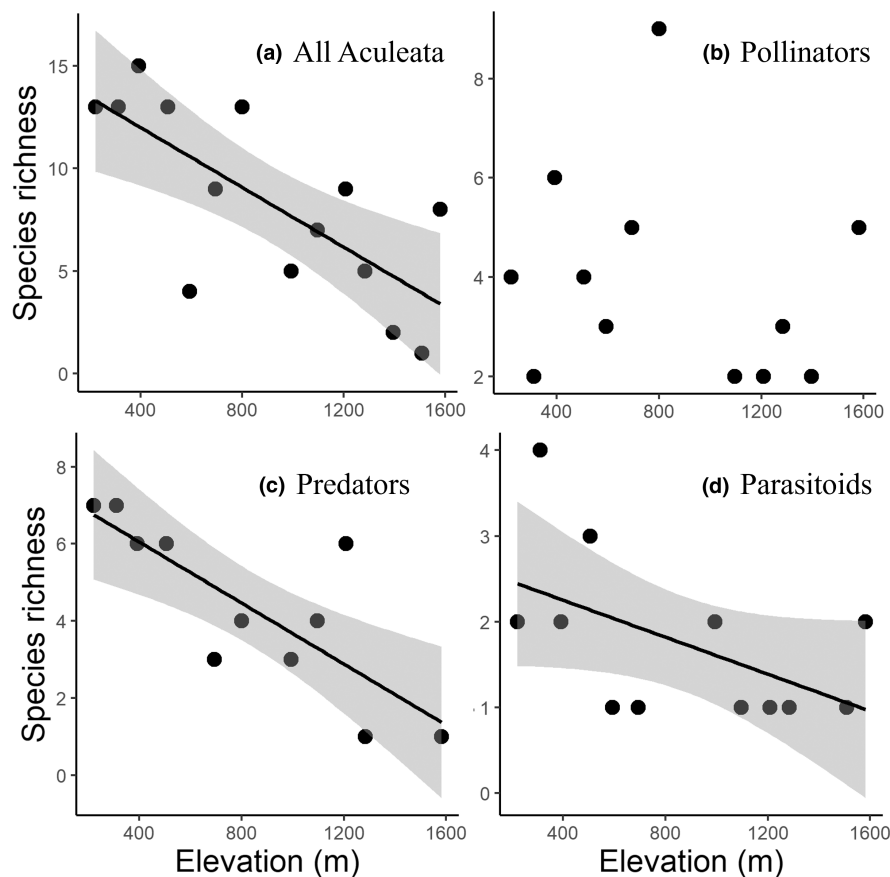 (a) All Aculeata
Species richness
15
10
5
0
400 800 1200 1600
(b) Pollinators
8
6
4
2
400 800 1200 1600
(c) Predators
Species richness
8
6
4
2
0
400 800 1200 1600
Elevation (m)
(d) Parasitoids
4
3
2
1
0
400 800 1200 1600
Elevation (m)